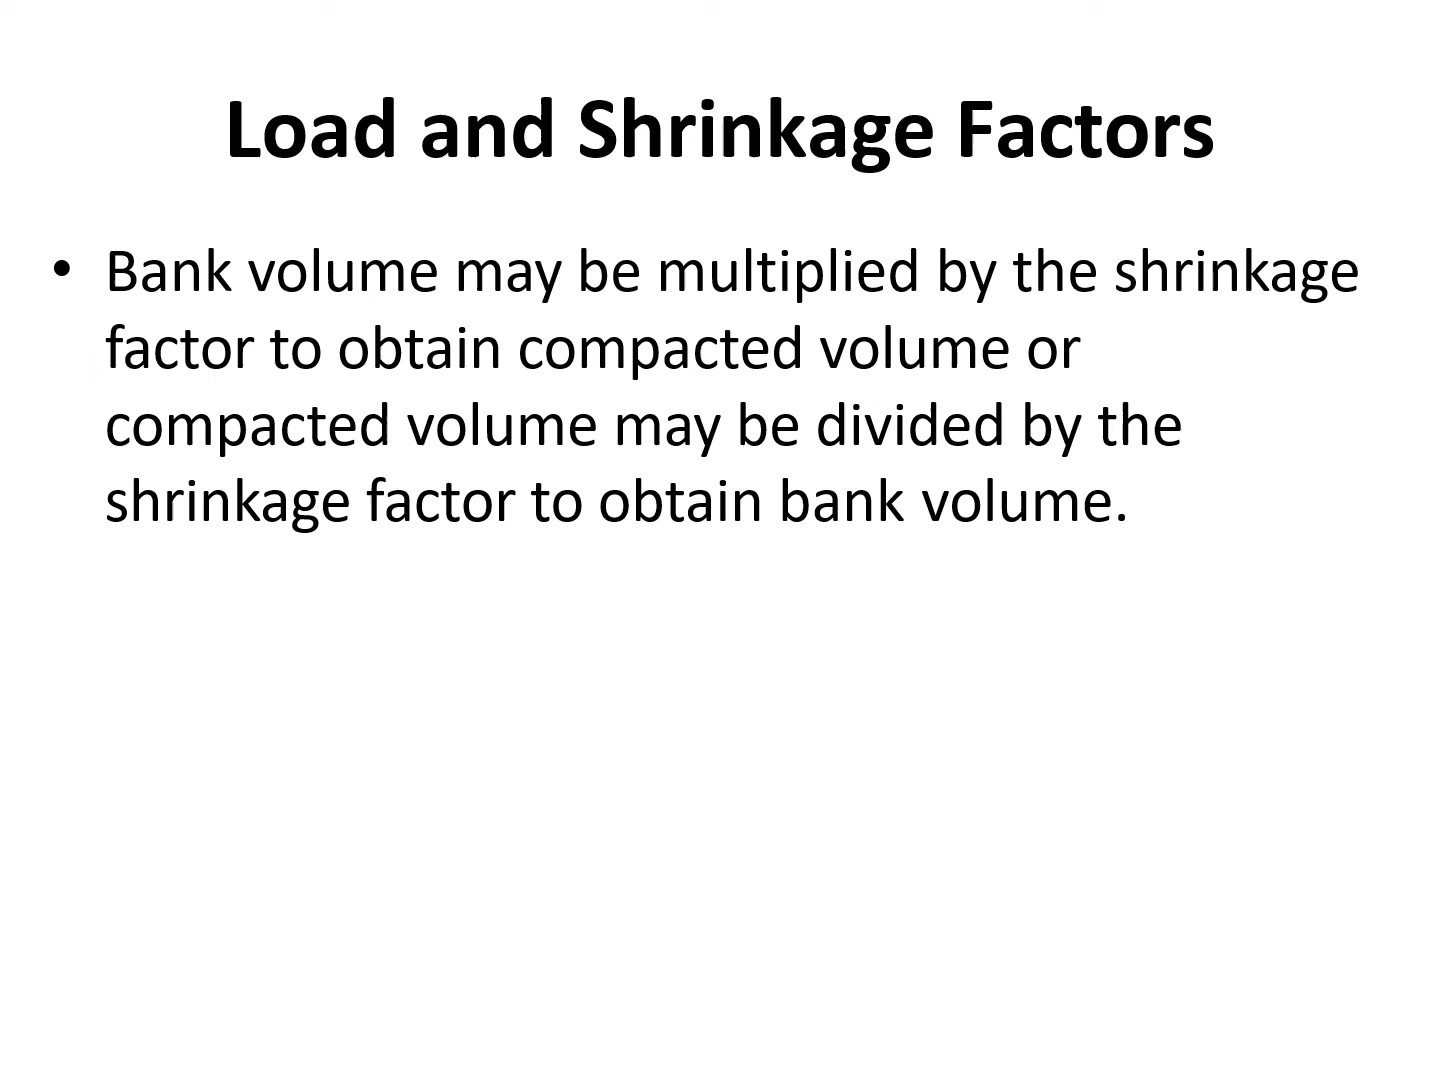 Load and Shrinkage Factors
• Bank volume may be multiplied by the shrinkage
factor to obtain compacted volume or
compacted volume may be divided by the
shrinkage factor to obtain bank volume.